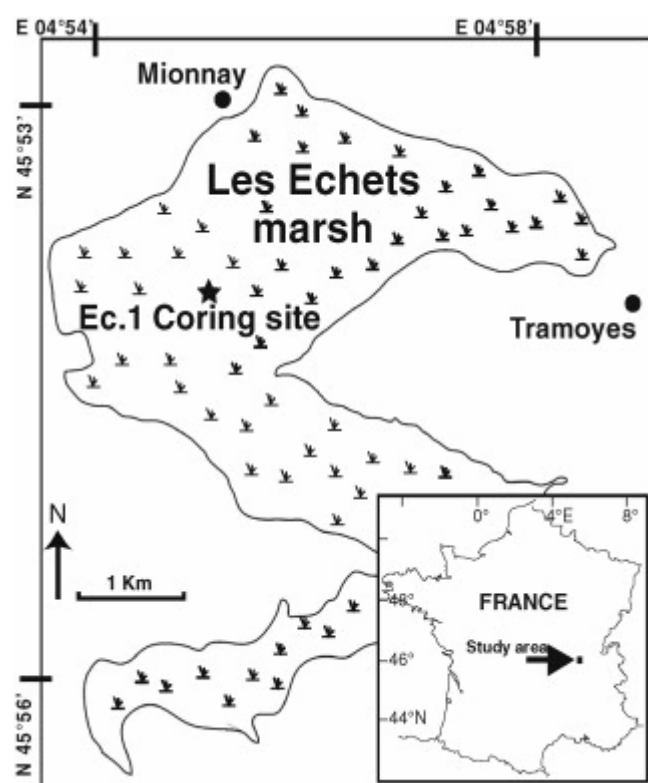 E 04°54'
E 04°58'
N 45°53'
Mionnay
Les Echets
marsh
Ec.1 Coring site
Tramoyes
N
1 Km
N 45°56'
0°
4°E
8°
48°
FRANCE
Study area
46°
44°N